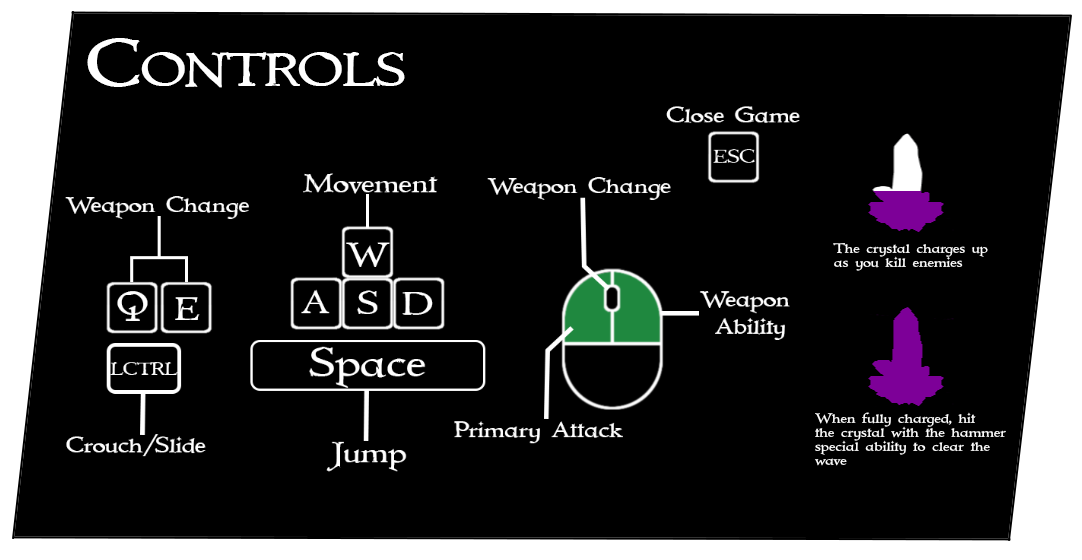 Controls
Close Game
ESC
Weapon Change
Q
E
LCTRL
Crouch/Slide
Movement
W
A
S
D
Space
Jump
Weapon Change
Weapon
Ability
Primary Attack
The crystal charges up
as you kill enemies
When fully charged, hit
the crystal with the hammer
special ability to clear the
wave